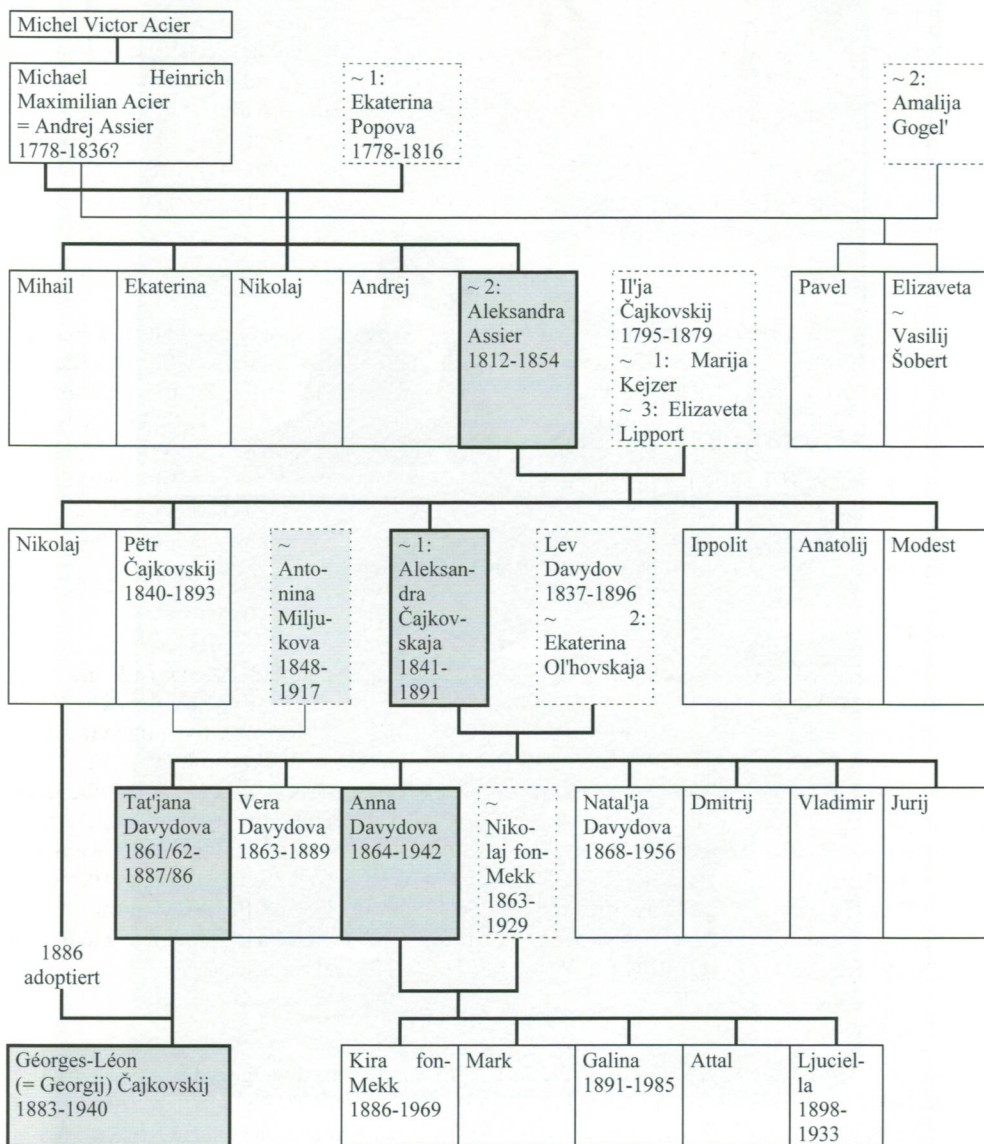 Michel Victor Acier
Michael Heinrich
Maximilian Acier
= Andrej Assier
1778-1836?
~ 1:
Ekaterina
Popova
1778-1816
~ 2:
Amalija
Gogel'
Mihail
Ekaterina
Nikolaj
Andrej
~ 2:
Aleksandra
Assier
1812-1854
Il'ja
Čajkovskij
1795-1879
~ 1: Marija
Kejzer
~ 3: Elizaveta
Lipport
Pavel
Elizaveta
~
Vasilij
Šobert
Nikolaj
Pëtr
Čajkovskij
1840-1893
~
Anto-
nina
Milju-
kova
1848-
1917
~ 1:
Aleksan-
dra
Čajkov-
skaja
1841-
1891
Lev
Davydov
1837-1896
~ 2:
Ekaterina
Ol'hovskaja
Ippolit
Anatolij
Modest
Tat'jana
Davydova
1861/62-
1887/86
Vera
Davydova
1863-1889
Anna
Davydova
1864-1942
~
Niko-
laj fon-
Mekk
1863-
1929
Natal'ja
Davydova
1868-1956
Dmitrij
Vladimir
Jurij
1886
adoptiert
Géorges-Léon
(= Georgij) Čajkovskij
1883-1940
Kira fon-
Mekk
1886-1969
Mark
Galina
1891-1985
Attal
Ljuciel-
la
1898-
1933